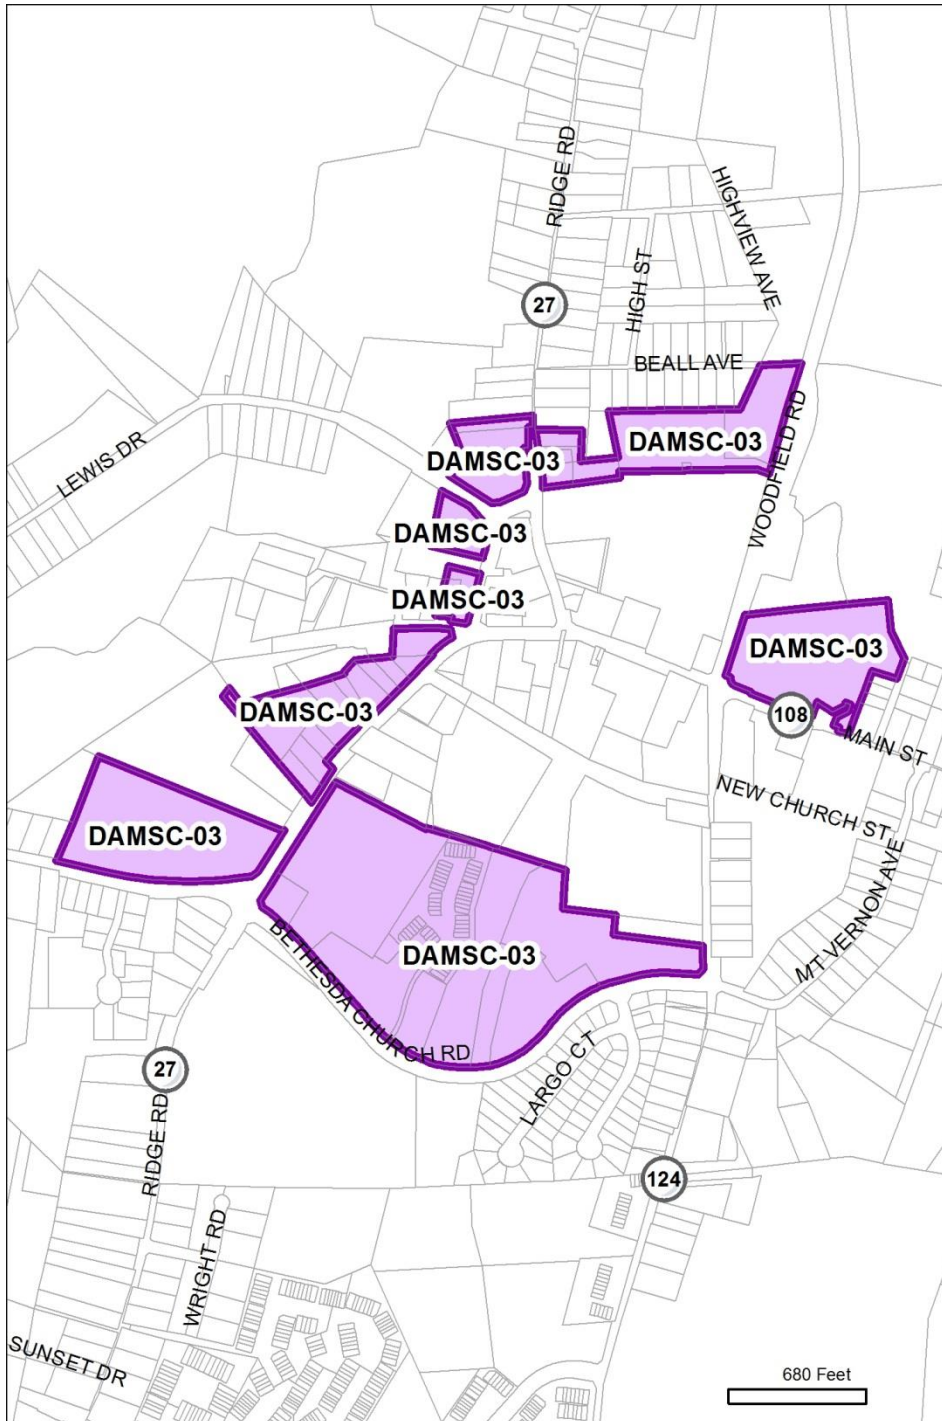 RIDGE RD
HIGHVIEW AVE
HIGH ST
27
BEALL AVE
LEWIS DR
DAMSC-03
DAMSC-03
WOODFIELD RD
DAMSC-03
DAMSC-03
DAMSC-03
DAMSC-03
108
MAIN ST
NEW CHURCH ST
DAMSC-03
MT VERNON AVE
BETHESDA CHURCH RD
DAMSC-03
LARGO CT
27
RIDGE RD
124
WRIGHT RD
SUNSET DR
680 Feet